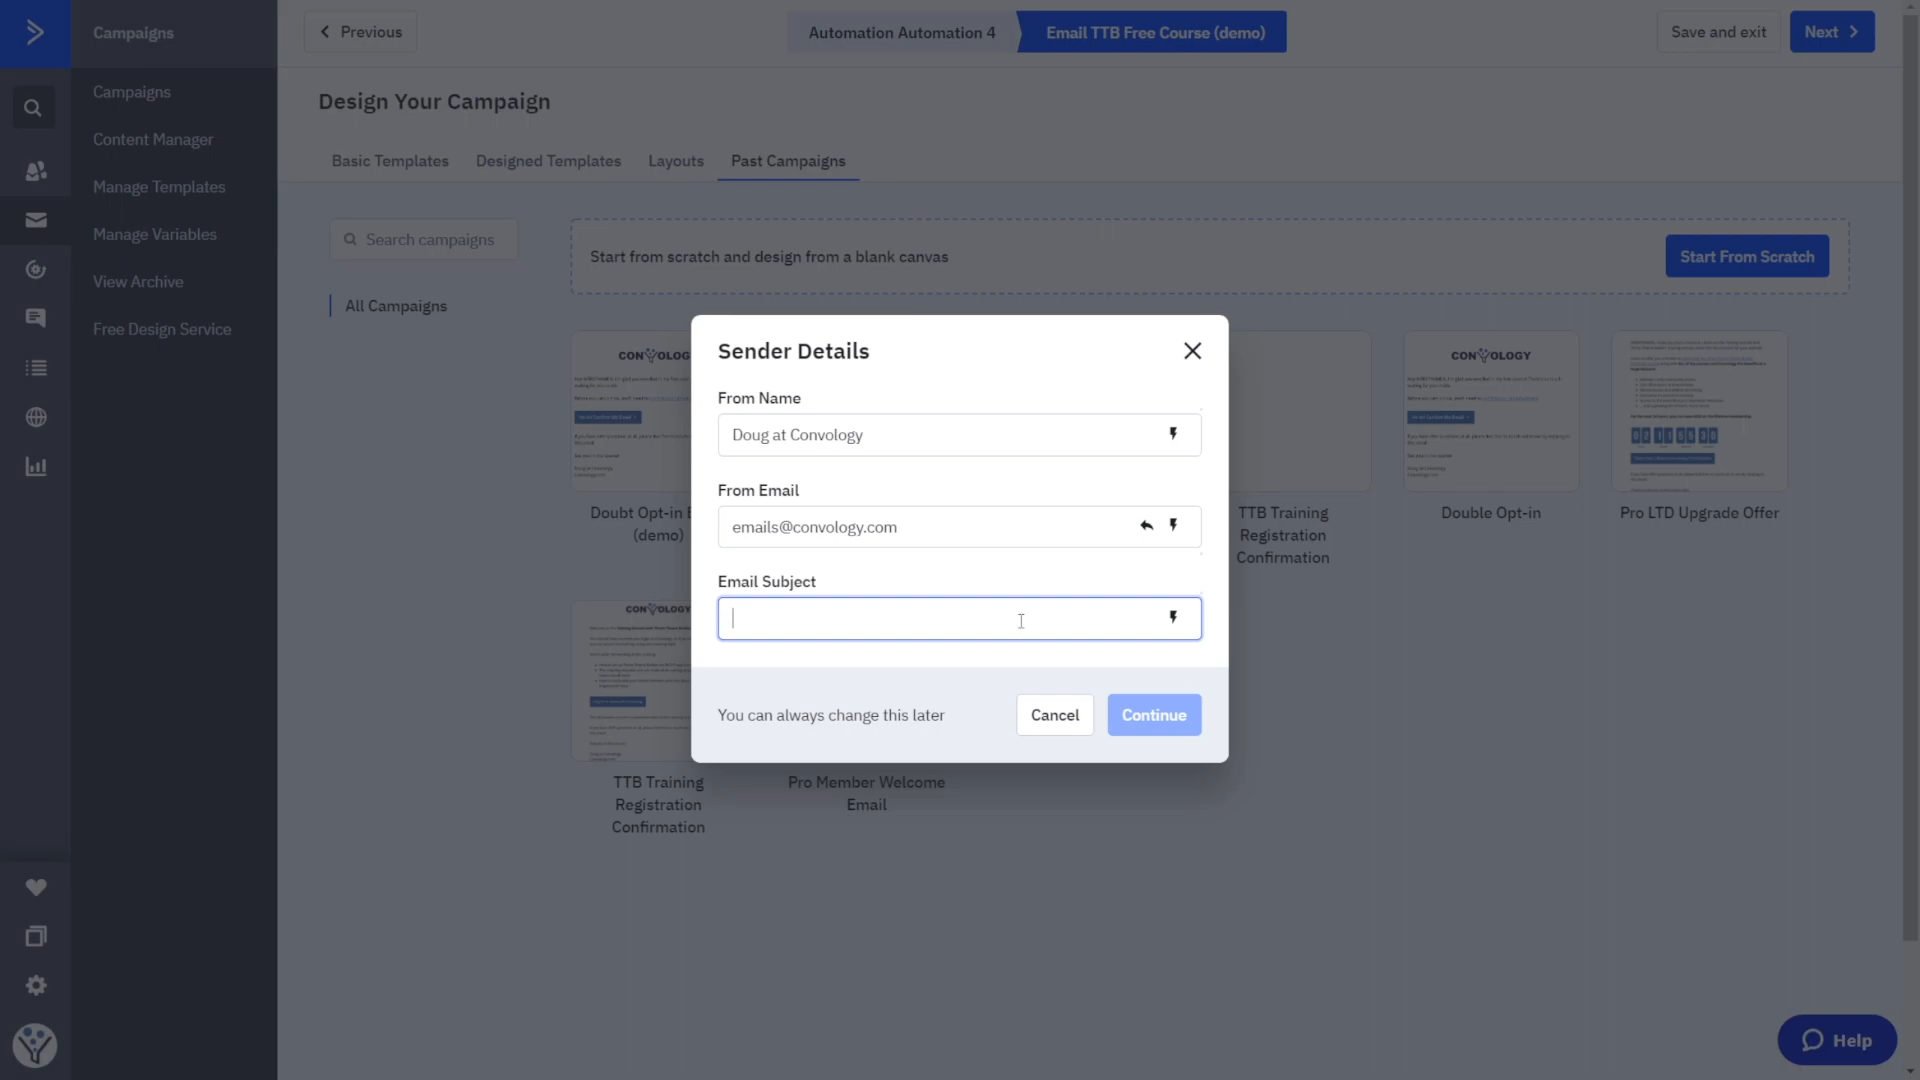 Campaigns
Previous
Automation Automation 4
Email TTB Free Course (demo)
Save and exit
Next
Campaigns
Content Manager
Manage Templates
Manage Variables
View Archive
Free Design Service
Design Your Campaign
Basic Templates
Designed Templates
Layouts
Past Campaigns
Search campaigns
Start from scratch and design from a blank canvas
Start From Scratch
All Campaigns
Sender Details
From Name
Doug at Convology
From Email
emails@convology.com
Email Subject
You can always change this later
Cancel
Continue
CONVOLOGY
Doubt Opt-in
(demo)
TTB Training
Registration
Confirmation
CONVOLOGY
Double Opt-in
Pro LTD Upgrade Offer
CONVOLOGY
TTB Training
Registration
Confirmation
Pro Member Welcome
Email
Help